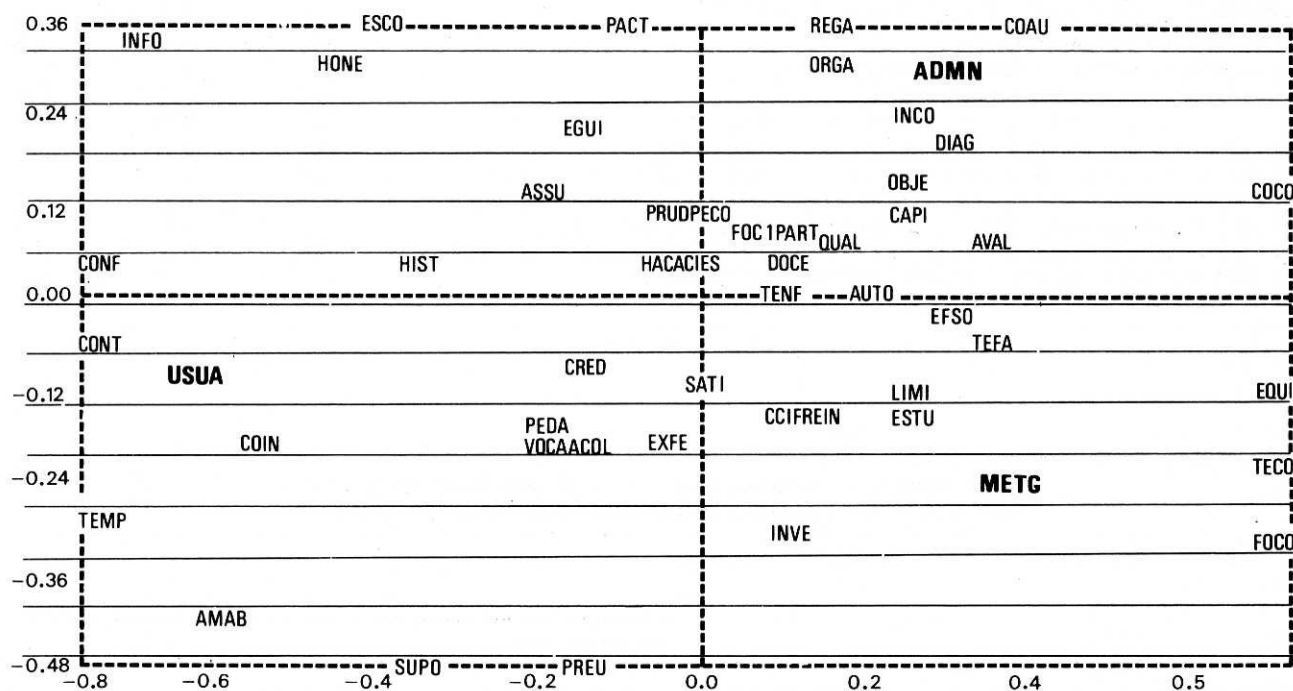 0.36 ESCO PACT REGA COAU
INFO
HONE ORGA ADMN
0.24 INCO
EGUI
DIAG
OBJE
ASSU COCO
0.12 PRUDPECO CAPI
FOC1PART QUAL AVAL
CONF HIST HACACIES DOCE
0.00 TENF AUTO
EFSO
CONT TEFA
USUA CRED
SATI
-0.12 LIMI EQUI
CCIFREIN ESTU
PEDA
COIN VOCAACOL EXFE
-0.24 TECO
METG
TEMP
INVE FOCO
-0.36
AMAB
-0.48 SUPO PREU
-0.8 -0.6 -0.4 -0.2 0.0 0.2 0.4 0.5